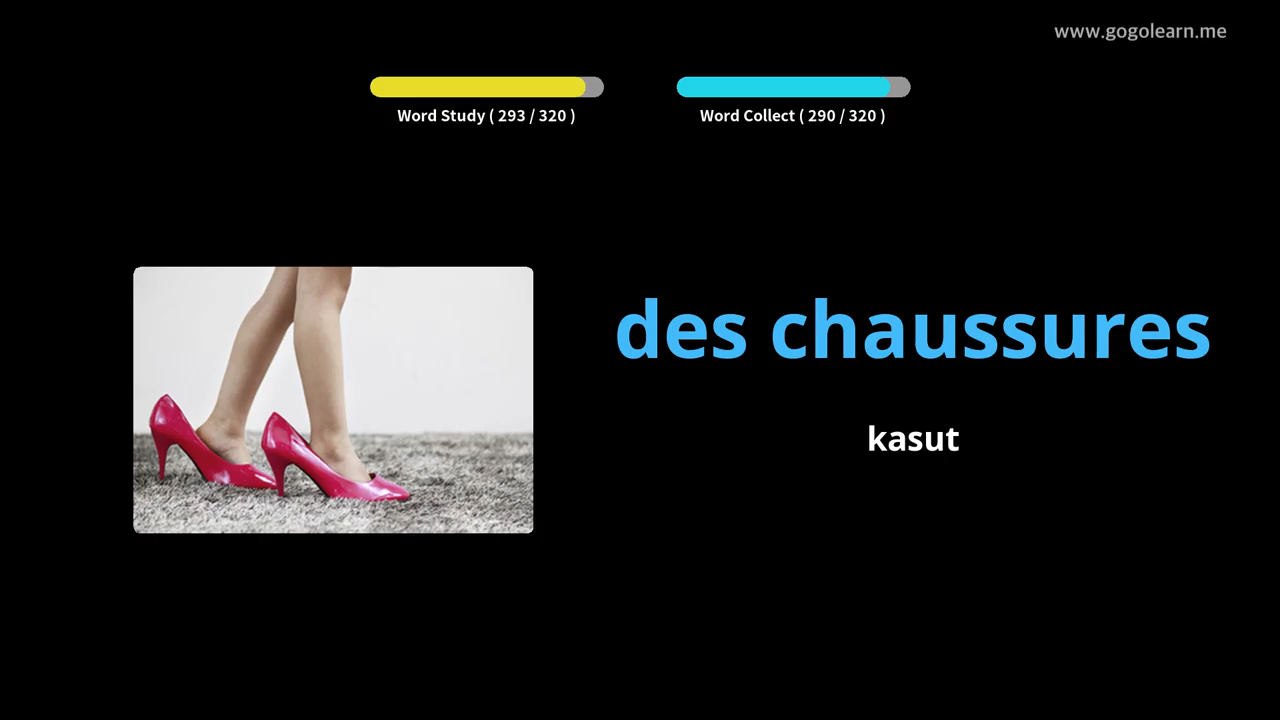 www.gogolearn.me
Word Study ( 293 / 320 )
Word Collect ( 290 / 320 )
des chaussures
kasut